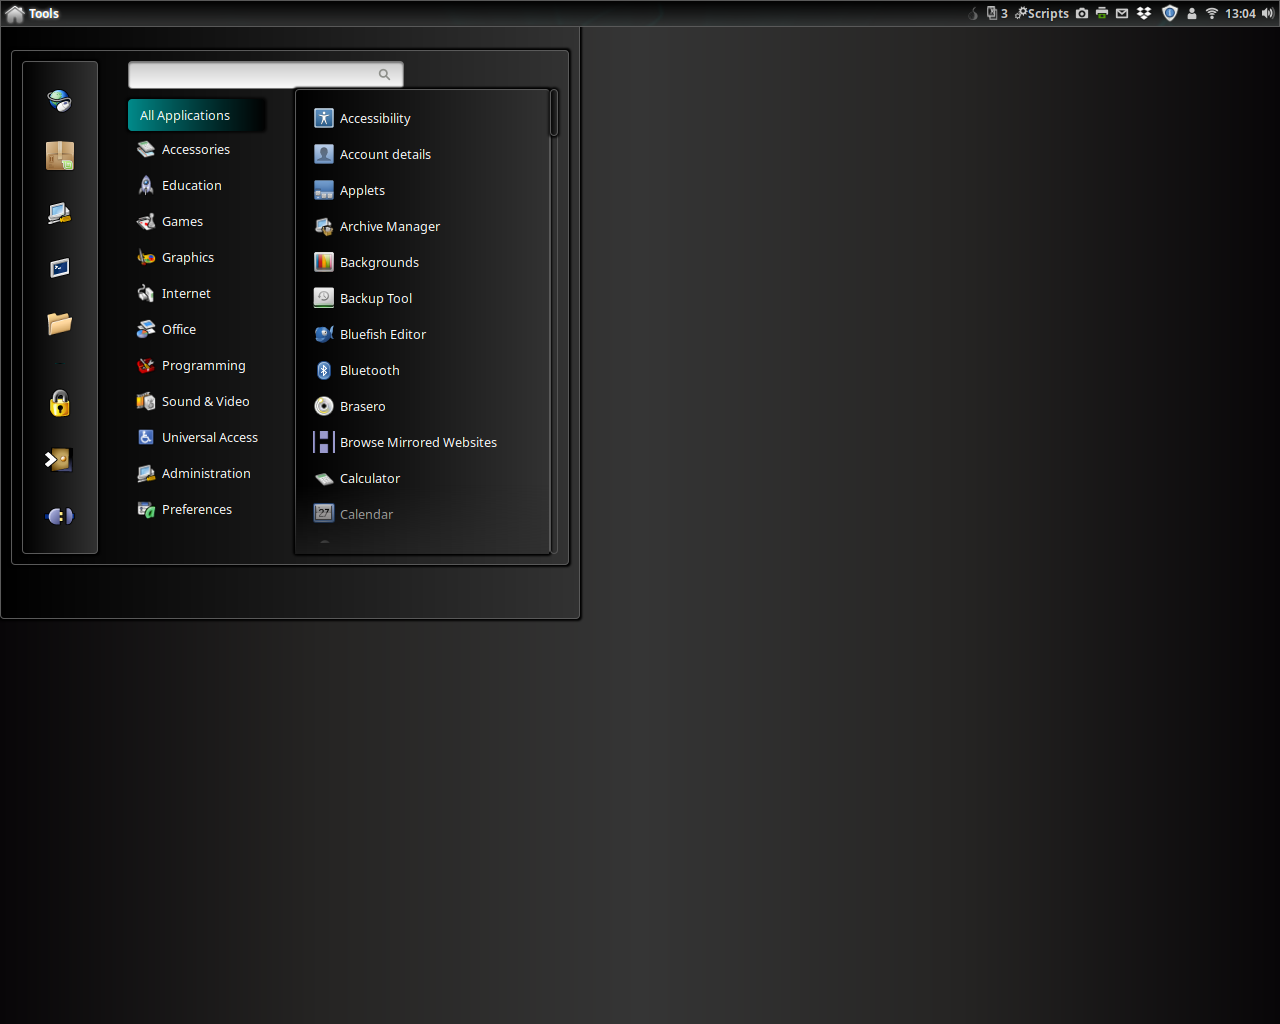 Tools 3 Scripts 13:04
All Applications
Accessories
Education
Games
Graphics
Internet
Office
Programming
Sound & Video
Universal Access
Administration
Preferences
Accessibility
Account details
Applets
Archive Manager
Backgrounds
Backup Tool
Bluefish Editor
Bluetooth
Brasero
Browse Mirrored Websites
Calculator
27 Calendar